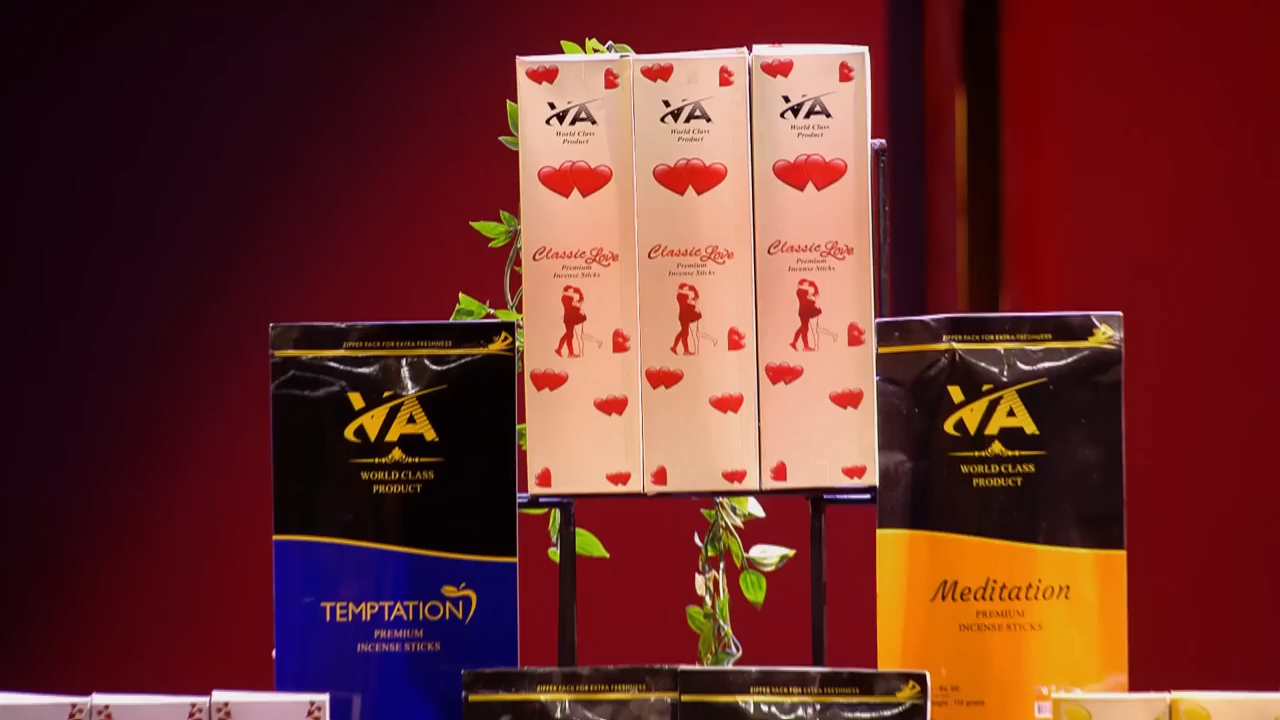 VA
World Class
Product
Classic Love
Premium
Incense Sticks
VA
World Class
Product
Classic Love
Premium
Incense Sticks
VA
World Class
Product
Classic Love
Premium
Incense Sticks
ZIPPER PACK FOR EXTRA FRESHNESS
VA
WORLD CLASS
PRODUCT
TEMPTATION
PREMIUM
INCENSE STICKS
ZIPPER PACK FOR EXTRA FRESHNESS
VA
WORLD CLASS
PRODUCT
Meditation
PREMIUM
INCENSE STICKS
ZIPPER PACK FOR EXTRA FRESHNESS
ZIPPER PACK FOR EXTRA FRESHNESS